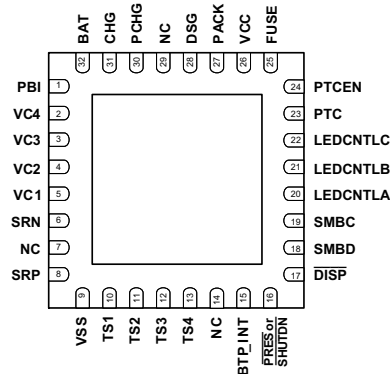 BAT CHG PCHG NC DSG PACK VCC FUSE
32 31 30 29 28 27 26 25
PBI 1 24 PTCEN
VC4 2 23 PTC
VC3 3 22 LEDCNTLC
VC2 4 21 LEDCNTLB
VC1 5 20 LEDCNTLA
SRN 6 19 SMBC
NC 7 18 SMBD
SRP 8 17 DISP
9 10 11 12 13 14 15 16
VSS TS1 TS2 TS3 TS4 NC BTP_INT PRES or
SHUTDN